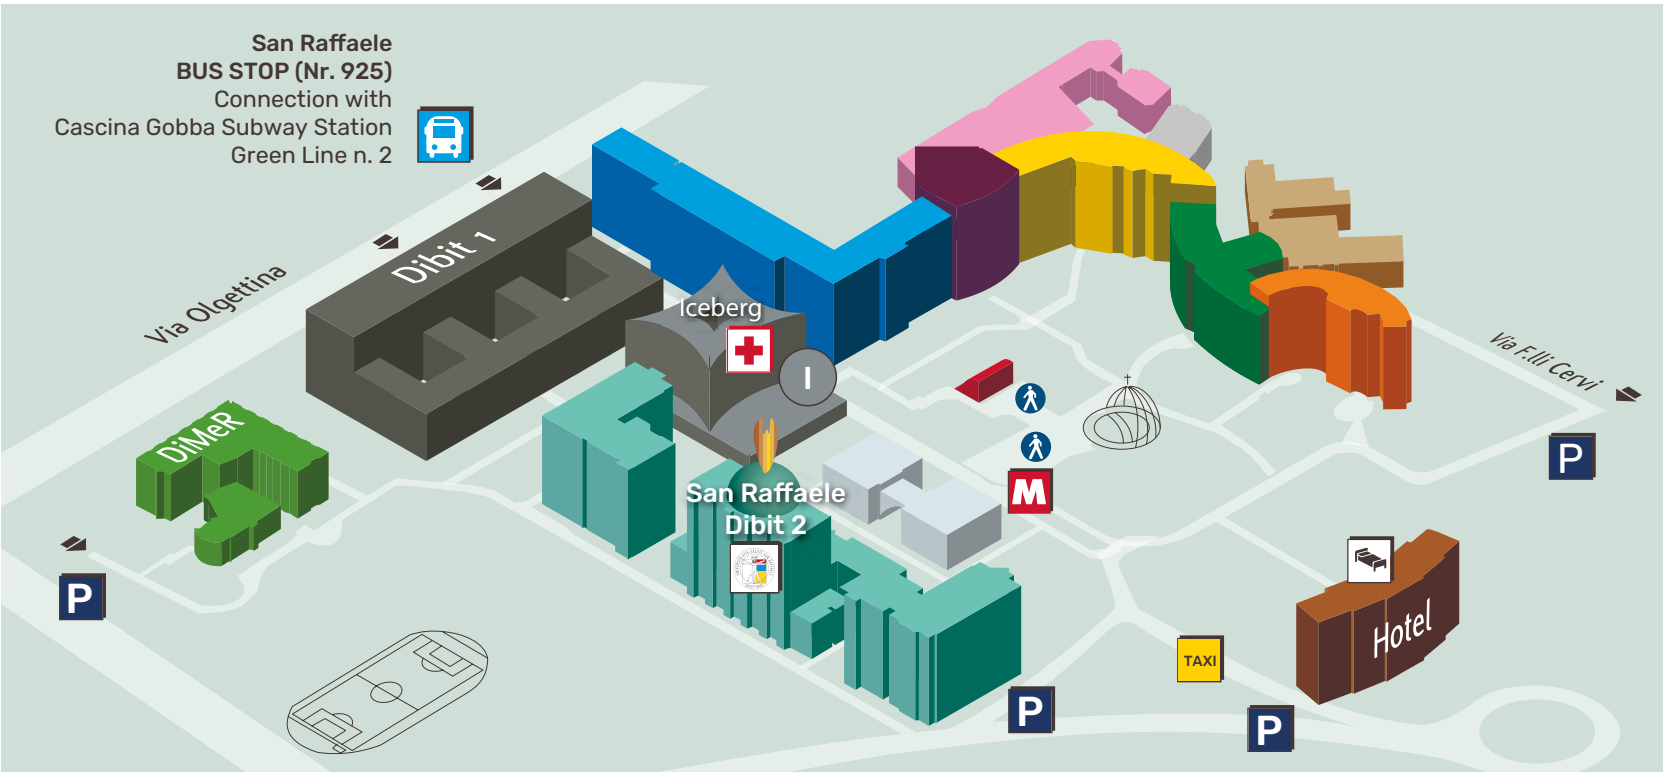 San Raffaele
BUS STOP (Nr. 925)
Connection with
Cascina Gobba Subway Station
Green Line n. 2
Via Olgettina
Dibit 1
Iceberg
I
DiMeR
San Raffaele
Dibit 2
M
Via F.lli Cervi
P
P
Hotel
TAXI
P
P